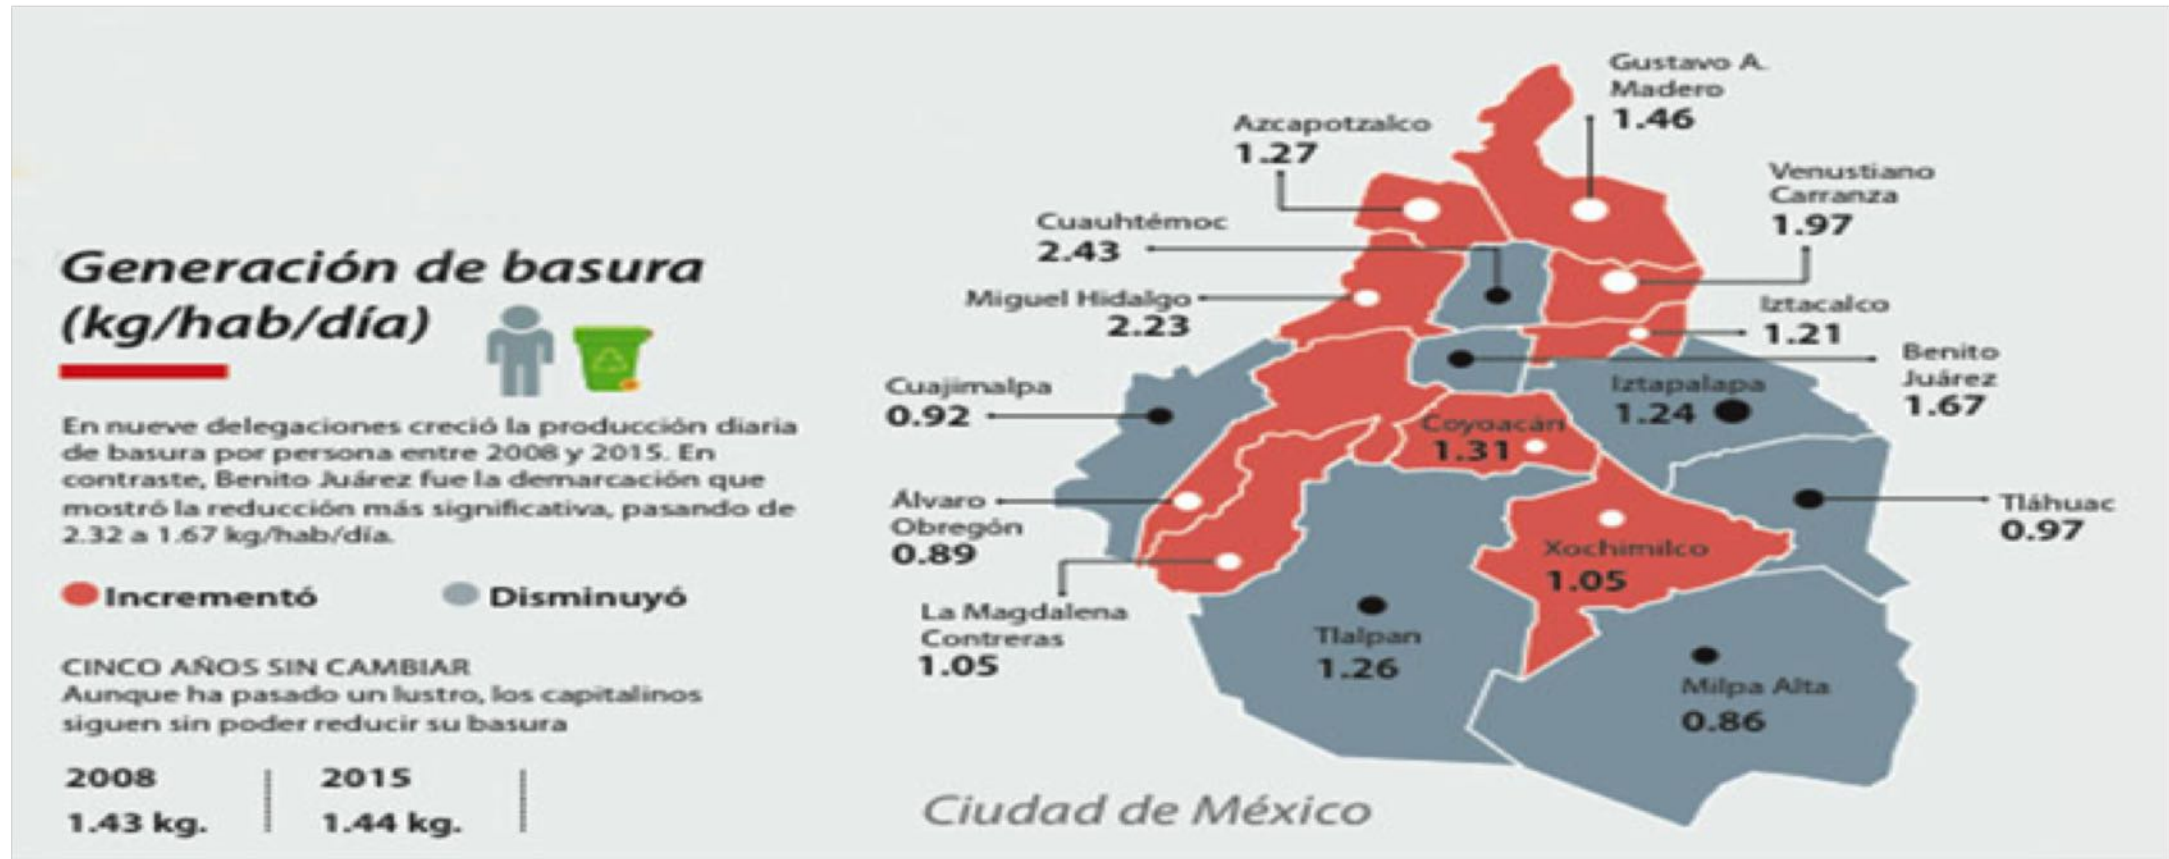 Generación de basura
(kg/hab/día)
En nueve delegaciones creció la producción diaria
de basura por persona entre 2008 y 2015. En
contraste, Benito Juárez fue la demarcación que
mostró la reducción más significativa, pasando de
2.32 a 1.67 kg/hab/día.
Incrementó
Disminuyó
CINCO AÑOS SIN CAMBIAR
Aunque ha pasado un lustro, los capitalinos
siguen sin poder reducir su basura
2008
1.43 kg.
2015
1.44 kg.
Gustavo A.
Madero
1.46
Azcapotzalco
1.27
Venustiano
Carranza
1.97
Cuauhtémoc
2.43
Miguel Hidalgo
2.23
Iztacalco
1.21
Benito
Juárez
1.67
Cuajimalpa
0.92
Iztapalapa
1.24
Coyoacán
1.31
Álvaro
Obregón
0.89
Tláhuac
0.97
Xochimilco
1.05
La Magdalena
Contreras
1.05
Tlalpan
1.26
Milpa Alta
0.86
Ciudad de México